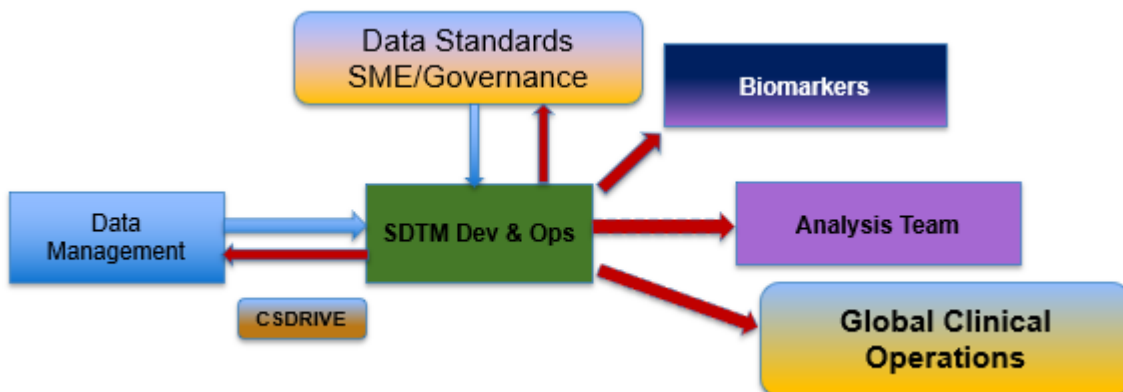 Data Standards
SME/Governance
Biomarkers
Data
Management
SDTM Dev & Ops
Analysis Team
CSDRIVE
Global Clinical
Operations